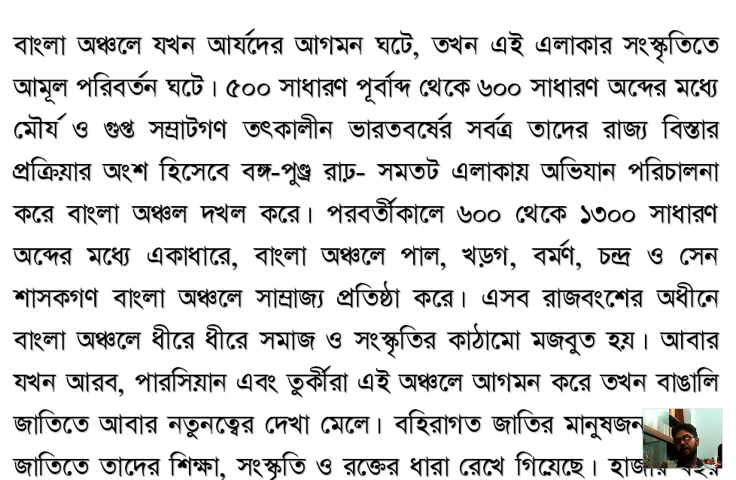 বাংলা অঞ্চলে যখন আর্যদের আগমন ঘটে, তখন এই এলাকার সংস্কৃতিতে
আমূল পরিবর্তন ঘটে। ৫০০ সাধারণ পূর্বাব্দ থেকে ৬০০ সাধারণ অব্দের মধ্যে
মৌর্য ও গুপ্ত সম্রাটগণ তৎকালীন ভারতবর্ষের সর্বত্র তাদের রাজ্য বিস্তার
প্রক্রিয়ার অংশ হিসেবে বঙ্গ-পুণ্ড্র রাঢ়- সমতট এলাকায় অভিযান পরিচালনা
করে বাংলা অঞ্চল দখল করে। পরবর্তীকালে ৬০০ থেকে ১৩০০ সাধারণ
অব্দের মধ্যে একাধারে, বাংলা অঞ্চলে পাল, খড়গ, বর্মণ, চন্দ্র ও সেন
শাসকগণ বাংলা অঞ্চলে সাম্রাজ্য প্রতিষ্ঠা করে। এসব রাজবংশের অধীনে
বাংলা অঞ্চলে ধীরে ধীরে সমাজ ও সংস্কৃতির কাঠামো মজবুত হয়। আবার
যখন আরব, পারসিয়ান এবং তুর্কীরা এই অঞ্চলে আগমন করে তখন বাঙালি
জাতিতে আবার নতুনত্বের দেখা মেলে। বহিরাগত জাতির মানুষজন
জাতিতে তাদের শিক্ষা, সংস্কৃতি ও রক্তের ধারা রেখে গিয়েছে।